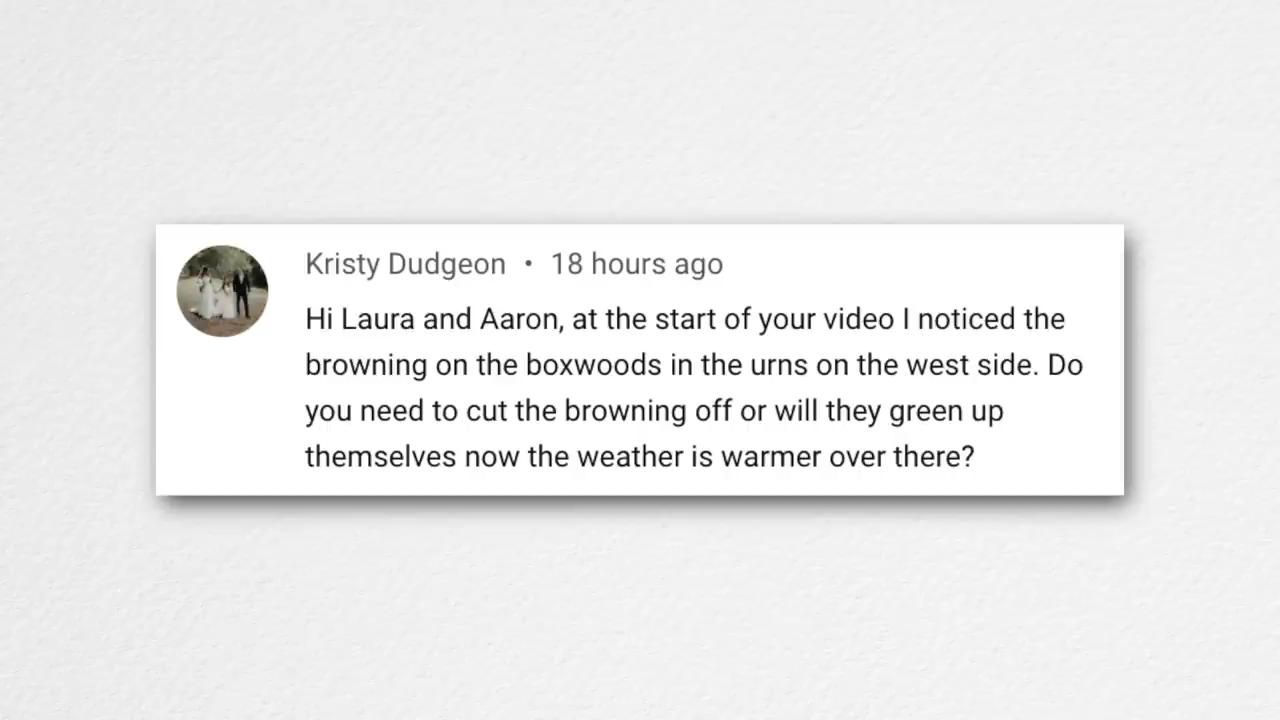 Kristy Dudgeon • 18 hours ago
Hi Laura and Aaron, at the start of your video I noticed the
browning on the boxwoods in the urns on the west side. Do
you need to cut the browning off or will they green up
themselves now the weather is warmer over there?